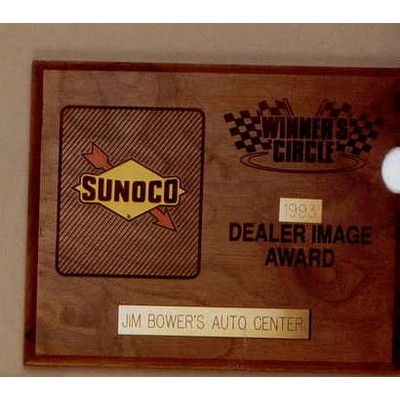 SUNOCO
WINNER'S
CIRCLE
1993
DEALER IMAGE
AWARD
JIM BOWER'S AUTO CENTER